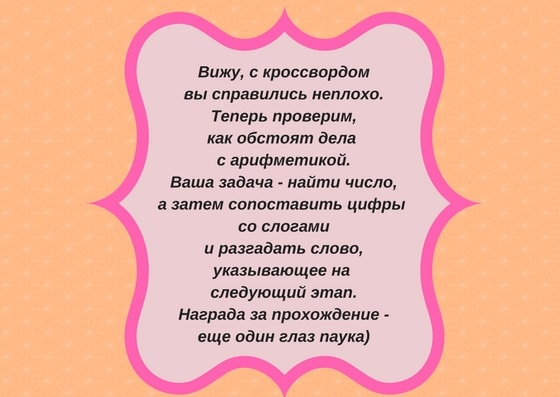 Вижу, с кроссвордом
вы справились неплохо.
Теперь проверим,
как обстоят дела
с арифметикой.
Ваша задача - найти число,
а затем сопоставить цифры
со слогами
и разгадать слово,
указывающее на
следующий этап.
Награда за прохождение -
еще один глаз паука)